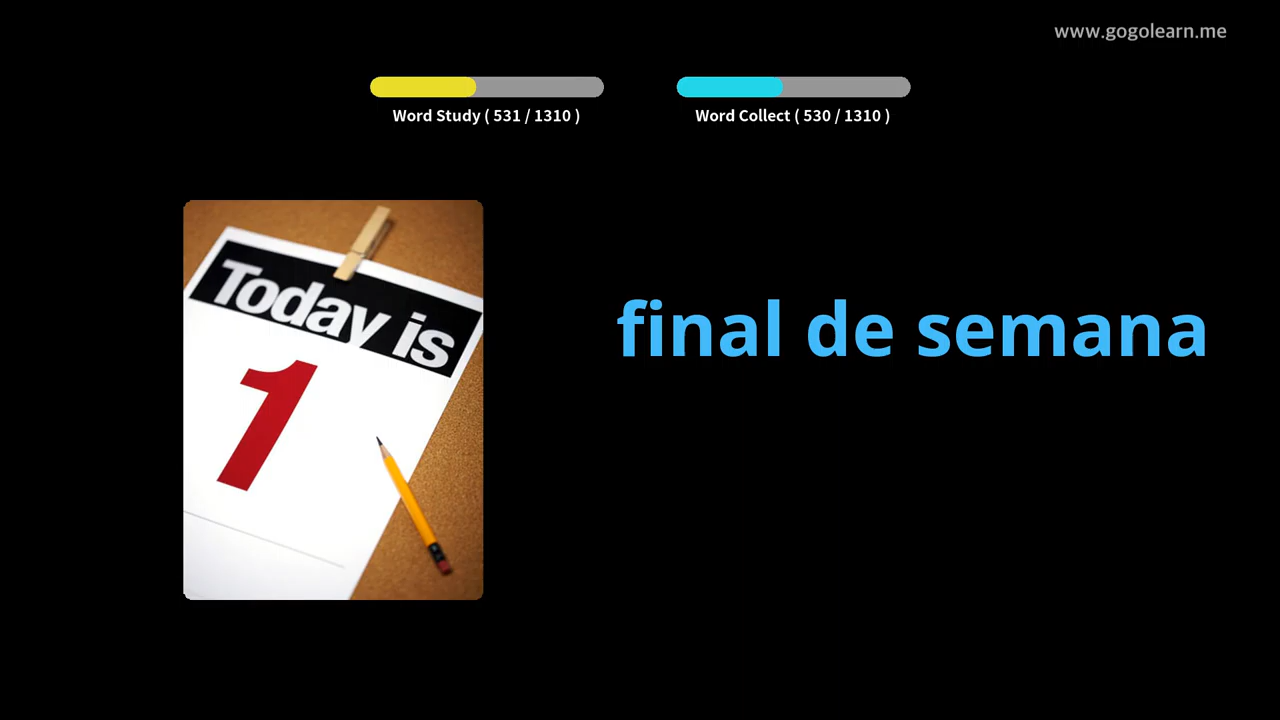 www.gogolearn.me
Word Study ( 531 / 1310 )
Word Collect ( 530 / 1310 )
Today is
1
final de semana